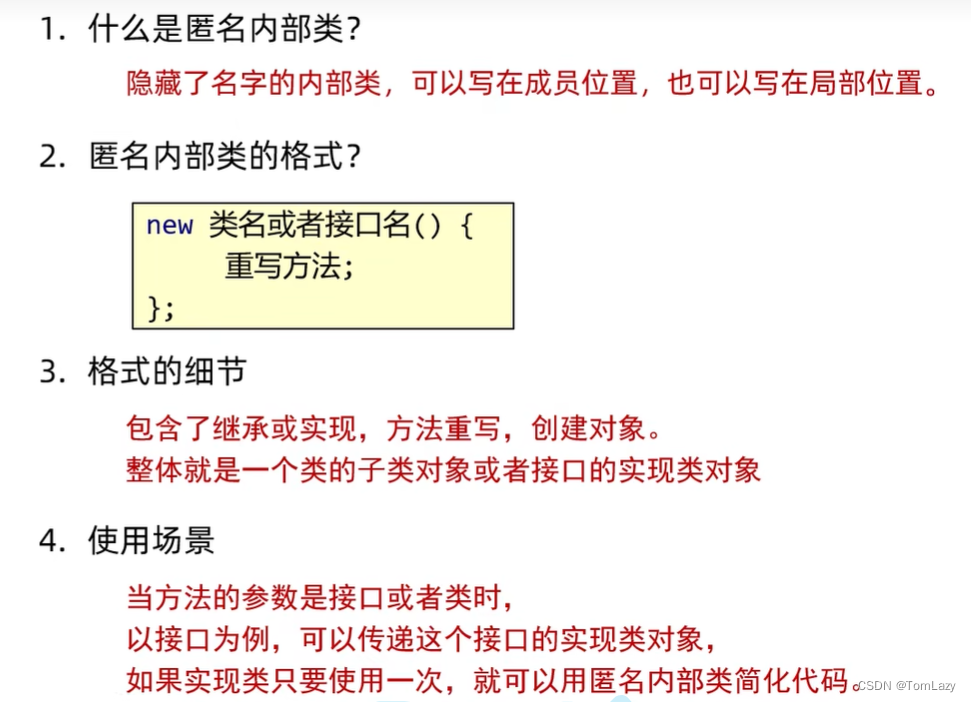 1. 什么是匿名内部类？
隐藏了名字的内部类，可以写在成员位置，也可以写在局部位置。
2. 匿名内部类的格式？
new 类名或者接口名() {
重写方法;
};
3. 格式的细节
包含了继承或实现，方法重写，创建对象。
整体就是一个类的子类对象或者接口的实现类对象
4. 使用场景
当方法的参数是接口或者类时，
以接口为例，可以传递这个接口的实现类对象，
如果实现类只要使用一次，就可以用匿名内部类简化代码。
CSDN @TomLazy